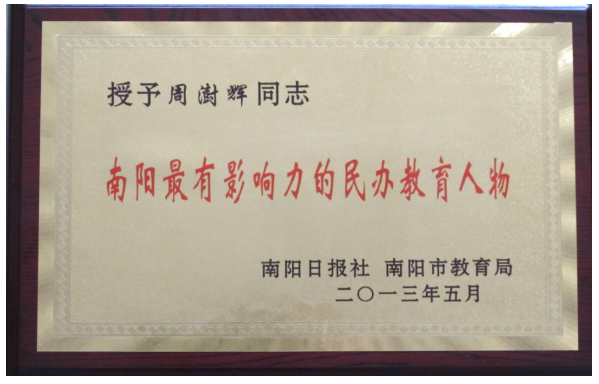 授予周澍辉同志
南阳最有影响力的民办教育人物
南阳日报社 南阳市教育局
二〇一三年五月